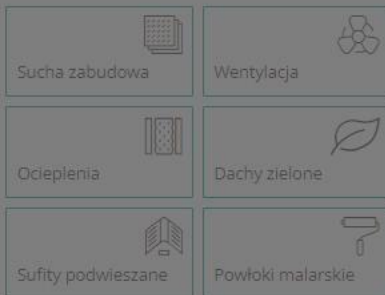 Sucha zabudowa
Wentylacja
Ocieplenia
Dachy zielone
Sufity podwieszane
Powłoki malarskie